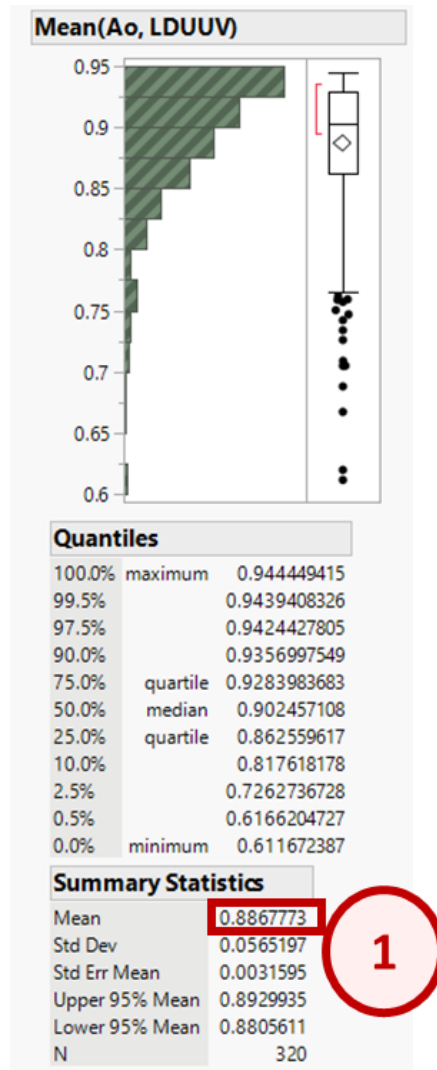 Mean(Ao, LDUUV)
0.95
0.9
0.85
0.8
0.75
0.7
0.65
0.6
Quantiles
100.0% maximum 0.944449415
99.5% 0.9439408326
97.5% 0.9424427805
90.0% 0.9356997549
75.0% quartile 0.9283983683
50.0% median 0.902457108
25.0% quartile 0.862559617
10.0% 0.817618178
2.5% 0.7262736728
0.5% 0.6166204727
0.0% minimum 0.611672387
Summary Statistics
Mean 0.8867773
Std Dev 0.0565197
Std Err Mean 0.0031595
Upper 95% Mean 0.8929935
Lower 95% Mean 0.8805611
N 320
1